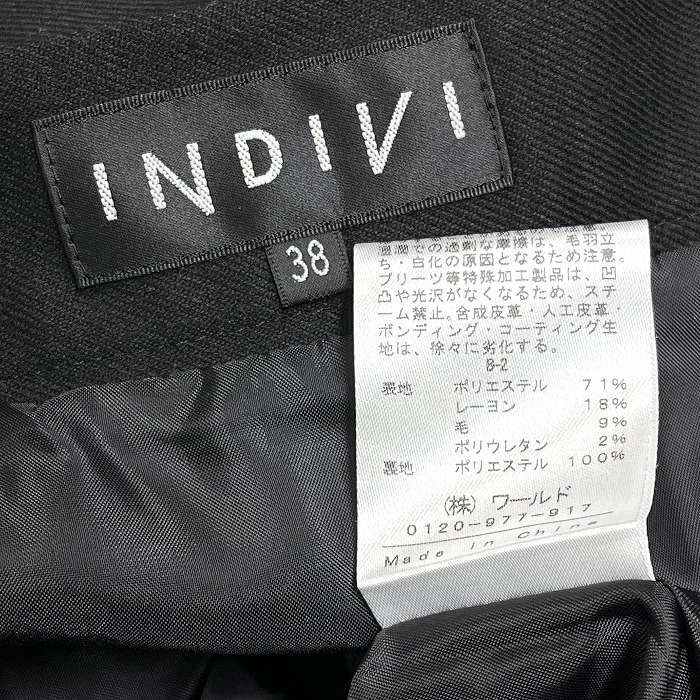 INDIVI
38
湿潤での過剰な摩擦は、毛羽立
ち・白化の原因となるため注意。
プリーツ等特殊加工製品は、凹
凸や光沢がなくなるため、スチ
ーム禁止。合成皮革・人工皮革・
ボンディング・コーティング生
地は、徐々に劣化する。
B-2
表地 ポリエステル 71%
レーヨン 18%
毛 9%
ポリウレタン 2%
裏地 ポリエステル 100%
(株) ワールド
0120-977-917
Made in China